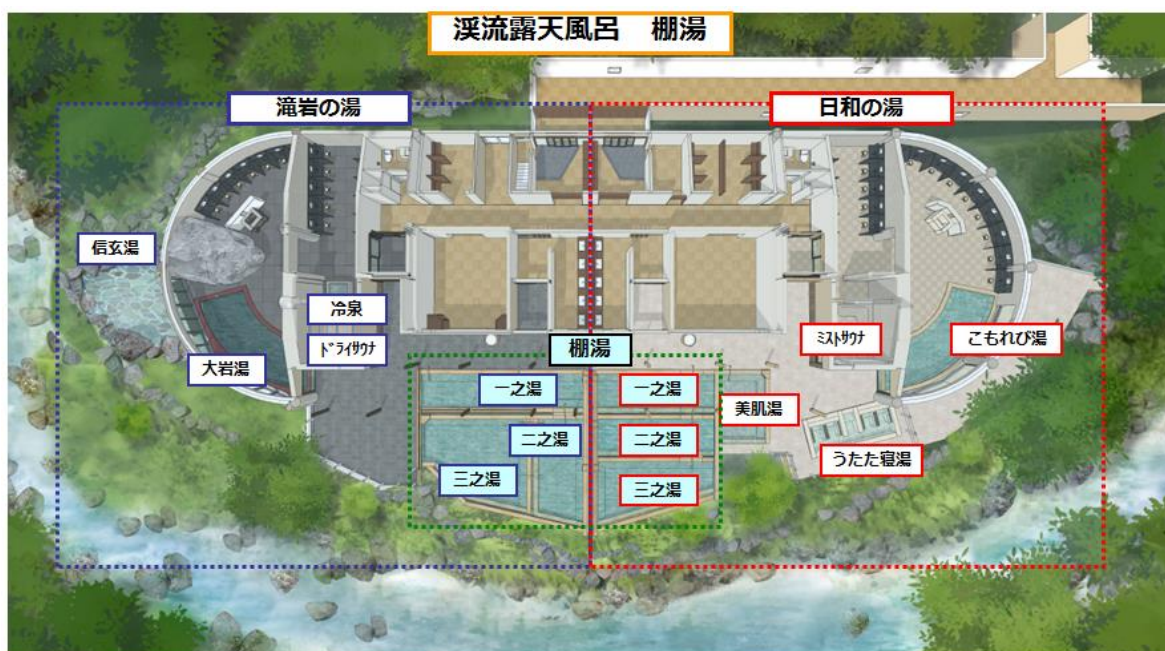 渓流露天風呂　棚湯
滝岩の湯
日和の湯
信玄湯
冷泉
ﾄﾞﾗｲｻｳﾅ
大岩湯
棚湯
一之湯
二之湯
三之湯
一之湯
二之湯
三之湯
美肌湯
ﾐｽﾄｻｳﾅ
こもれび湯
うたた寝湯